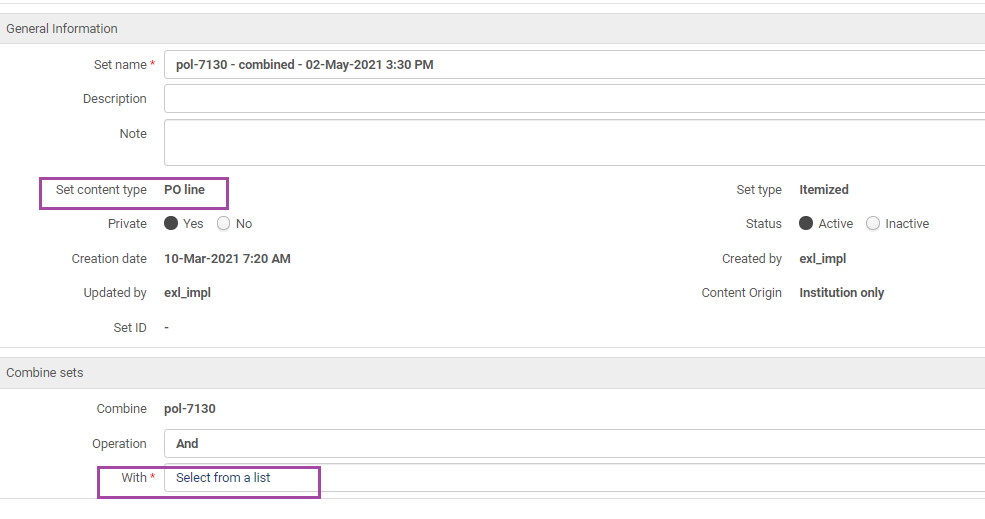 General Information
Set name * pol-7130 - combined - 02-May-2021 3:30 PM
Description
Note
Set content type PO line Set type Itemized
Private Yes No Status Active Inactive
Creation date 10-Mar-2021 7:20 AM Created by exl_impl
Updated by exl_impl Content Origin Institution only
Set ID -
Combine sets
Combine pol-7130
Operation And
With * Select from a list